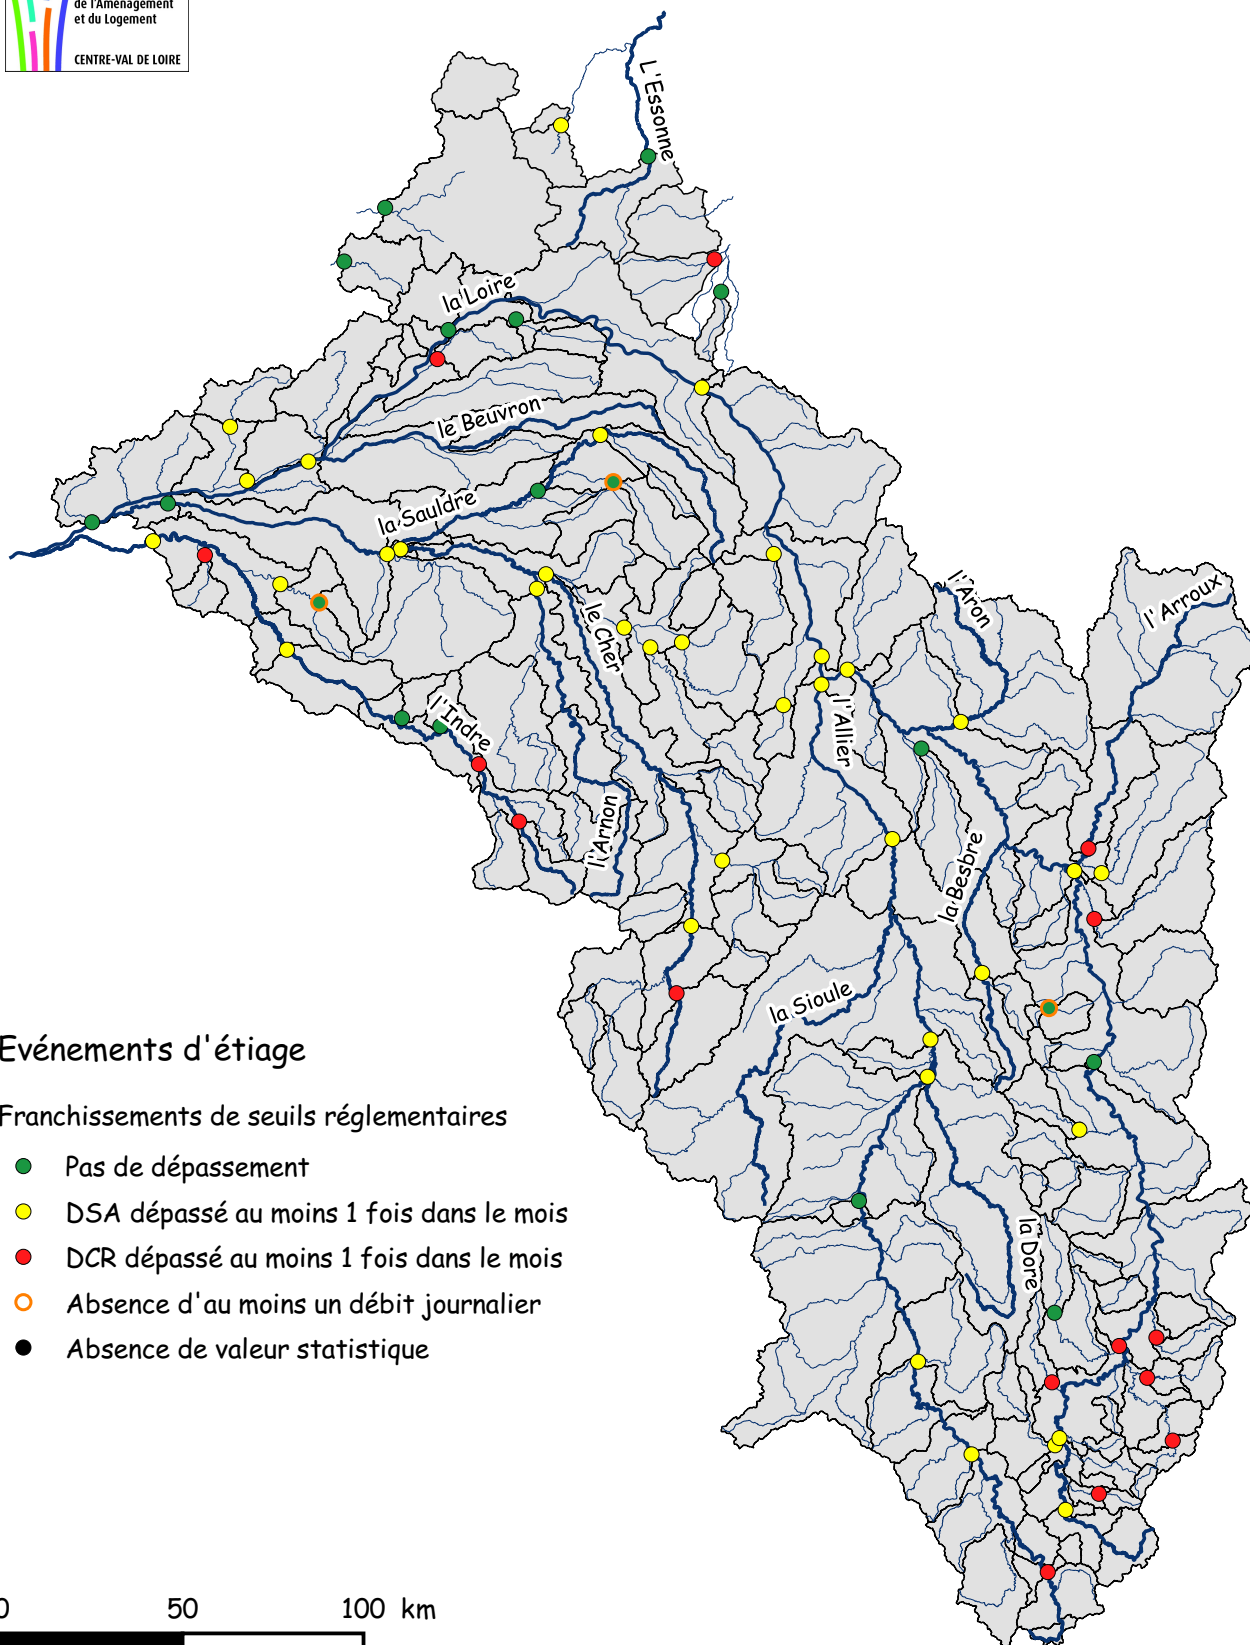 de l'Aménagement
et du Logement
CENTRE-VAL DE LOIRE
L'Essonne
la Loire
le Beuvron
la Sauldre
l'Aron
l'Arroux
le Cher
l'Indre
l'Allier
l'Arnon
la Besbre
la Sioule
la Dore
Evénements d'étiage
Franchissements de seuils réglementaires
Pas de dépassement
DSA dépassé au moins 1 fois dans le mois
DCR dépassé au moins 1 fois dans le mois
Absence d'au moins un débit journalier
Absence de valeur statistique
0 50 100 km